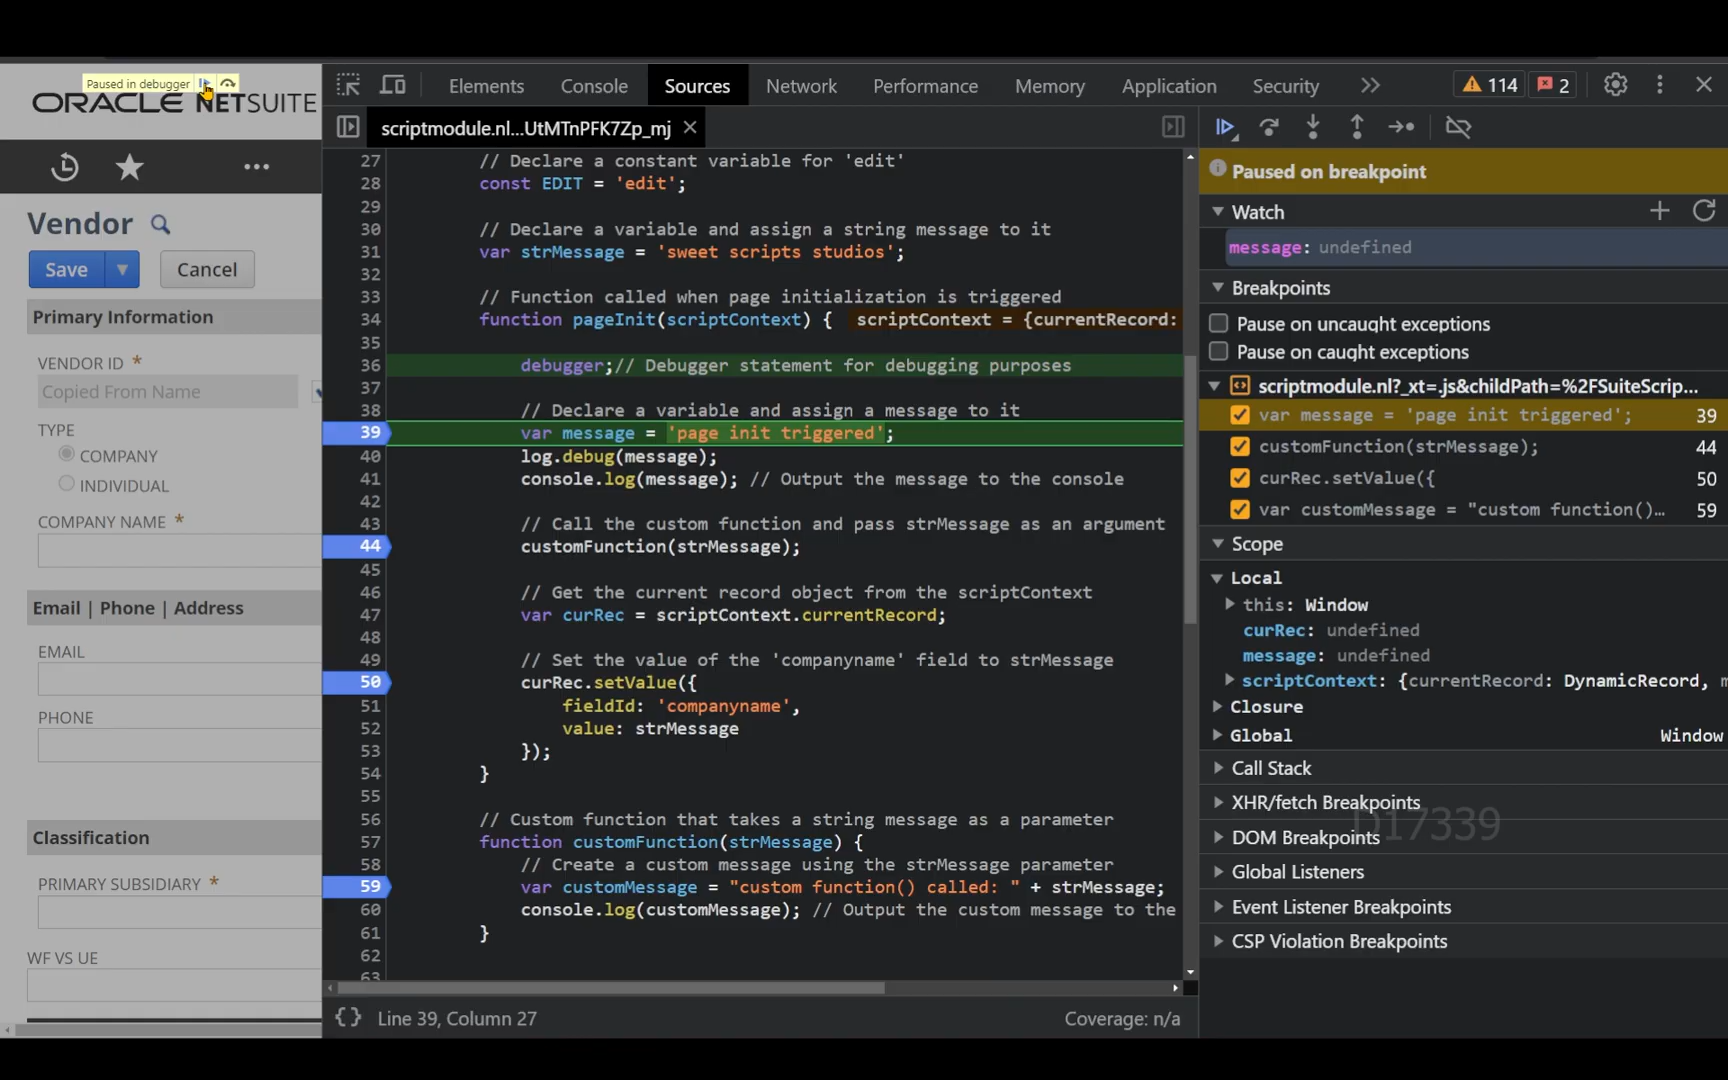 Paused in debugger
ORACLE NETSUITE
Vendor
Save
Cancel
Primary Information
VENDOR ID *
Copied From Name
TYPE
COMPANY
INDIVIDUAL
COMPANY NAME *
Email | Phone | Address
EMAIL
PHONE
Classification
PRIMARY SUBSIDIARY *
WF VS UE
Elements Console Sources Network Performance Memory Application Security 114 2
scriptmodule.nl...UtMTnPFK7Zp_mj
27 // Declare a constant variable for 'edit'
28 const EDIT = 'edit';
29
30 // Declare a variable and assign a string message to it
31 var strMessage = 'sweet scripts studios';
32
33 // Function called when page initialization is triggered
34 function pageInit(scriptContext) { scriptContext = {currentRecord:
35
36 debugger;// Debugger statement for debugging purposes
37
38 // Declare a variable and assign a message to it
39 var message = 'page init triggered';
40 log.debug(message);
41 console.log(message); // Output the message to the console
42
43 // Call the custom function and pass strMessage as an argument
44 customFunction(strMessage);
45
46 // Get the current record object from the scriptContext
47 var curRec = scriptContext.currentRecord;
48
49 // Set the value of the 'companyname' field to strMessage
50 curRec.setValue({
51 fieldId: 'companyname',
52 value: strMessage
53 });
54 }
55
56 // Custom function that takes a string message as a parameter
57 function customFunction(strMessage) {
58 // Create a custom message using the strMessage parameter
59 var customMessage = "custom function() called: " + strMessage;
60 console.log(customMessage); // Output the custom message to the
61 }
62
63
{} Line 39, Column 27 Coverage: n/a
Paused on breakpoint
Watch
message: undefined
Breakpoints
Pause on uncaught exceptions
Pause on caught exceptions
scriptmodule.nl?_xt=.js&childPath=%2FSuiteScrip...
var message = 'page init triggered'; 39
customFunction(strMessage); 44
curRec.setValue({ 50
var customMessage = "custom function()… 59
Scope
Local
this: Window
curRec: undefined
message: undefined
scriptContext: {currentRecord: DynamicRecord, m
Closure
Global Window
Call Stack
XHR/fetch Breakpoints
DOM Breakpoints
Global Listeners
Event Listener Breakpoints
CSP Violation Breakpoints